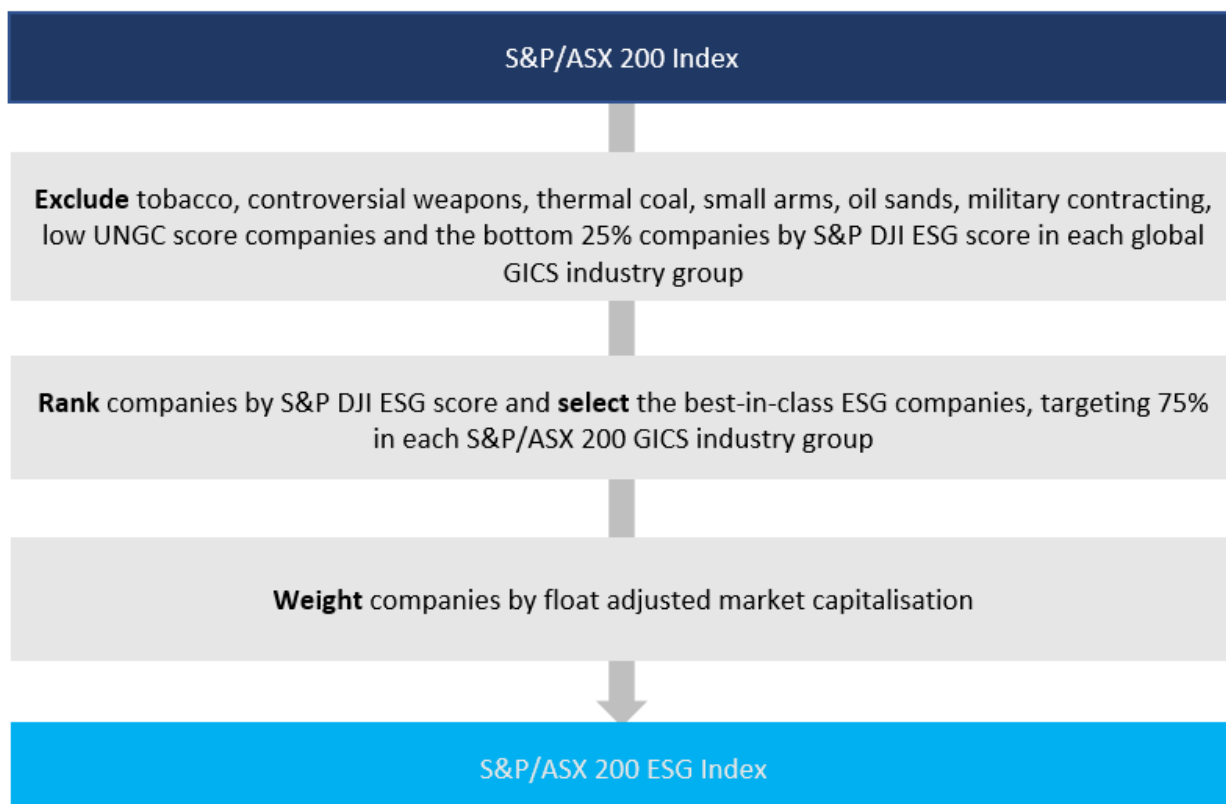 S&P/ASX 200 Index
Exclude tobacco, controversial weapons, thermal coal, small arms, oil sands, military contracting,
low UNGC score companies and the bottom 25% companies by S&P DJI ESG score in each global
GICS industry group
Rank companies by S&P DJI ESG score and select the best-in-class ESG companies, targeting 75%
in each S&P/ASX 200 GICS industry group
Weight companies by float adjusted market capitalisation
S&P/ASX 200 ESG Index